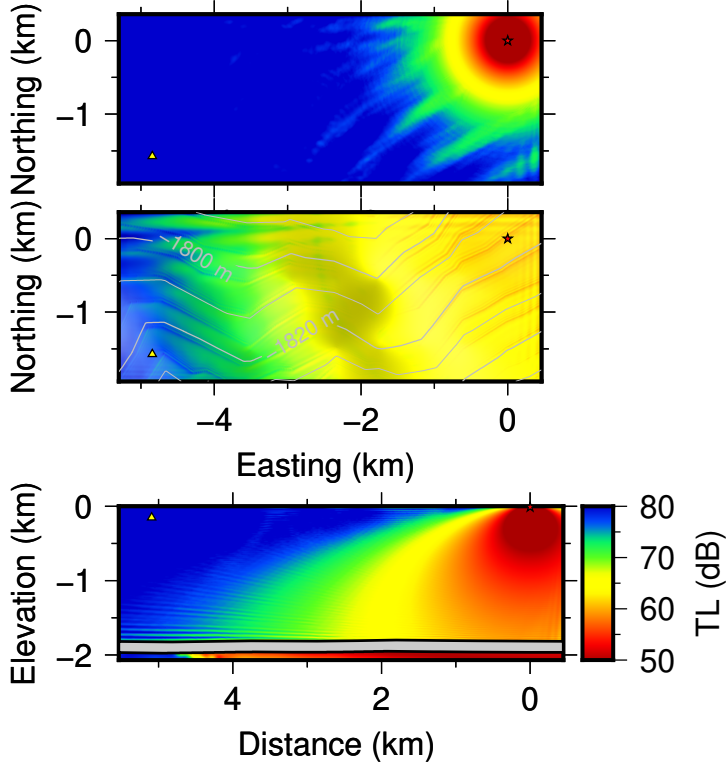 0
−1
Northing (km)
−1800 m
−1820 m
0
−1
Northing (km)
−4
−2
0
Easting (km)
0
−1
−2
Elevation (km)
4
2
0
Distance (km)
80
70
60
50
TL (dB)